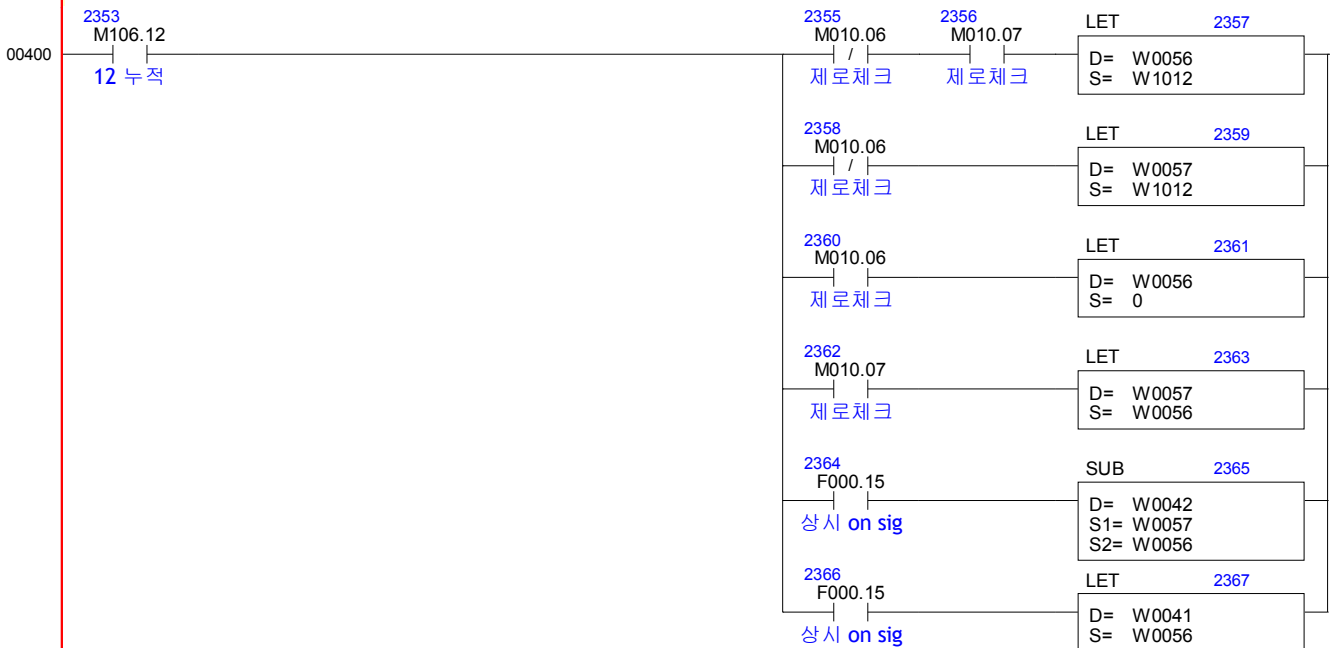 2353
M106.12
00400
12 누적
2355
M010.06
/
제로체크
2356
M010.07
제로체크
LET 2357
D= W0056
S= W1012
2358
M010.06
/
제로체크
LET 2359
D= W0057
S= W1012
2360
M010.06
제로체크
LET 2361
D= W0056
S= 0
2362
M010.07
제로체크
LET 2363
D= W0057
S= W0056
2364
F000.15
상시 on sig
SUB 2365
D= W0042
S1= W0057
S2= W0056
2366
F000.15
상시 on sig
LET 2367
D= W0041
S= W0056